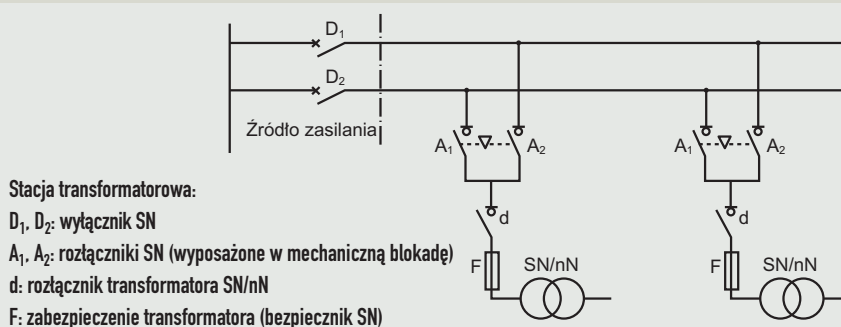 D₁
D₂
Źródło zasilania
A₁ A₂ A₁ A₂
Stacja transformatorowa:
D₁, D₂: wyłącznik SN
A₁, A₂: rozłączniki SN (wyposażone w mechaniczną blokadę)
d: rozłącznik transformatora SN/nN
F: zabezpieczenie transformatora (bezpiecznik SN)
d d
F SN/nN F SN/nN